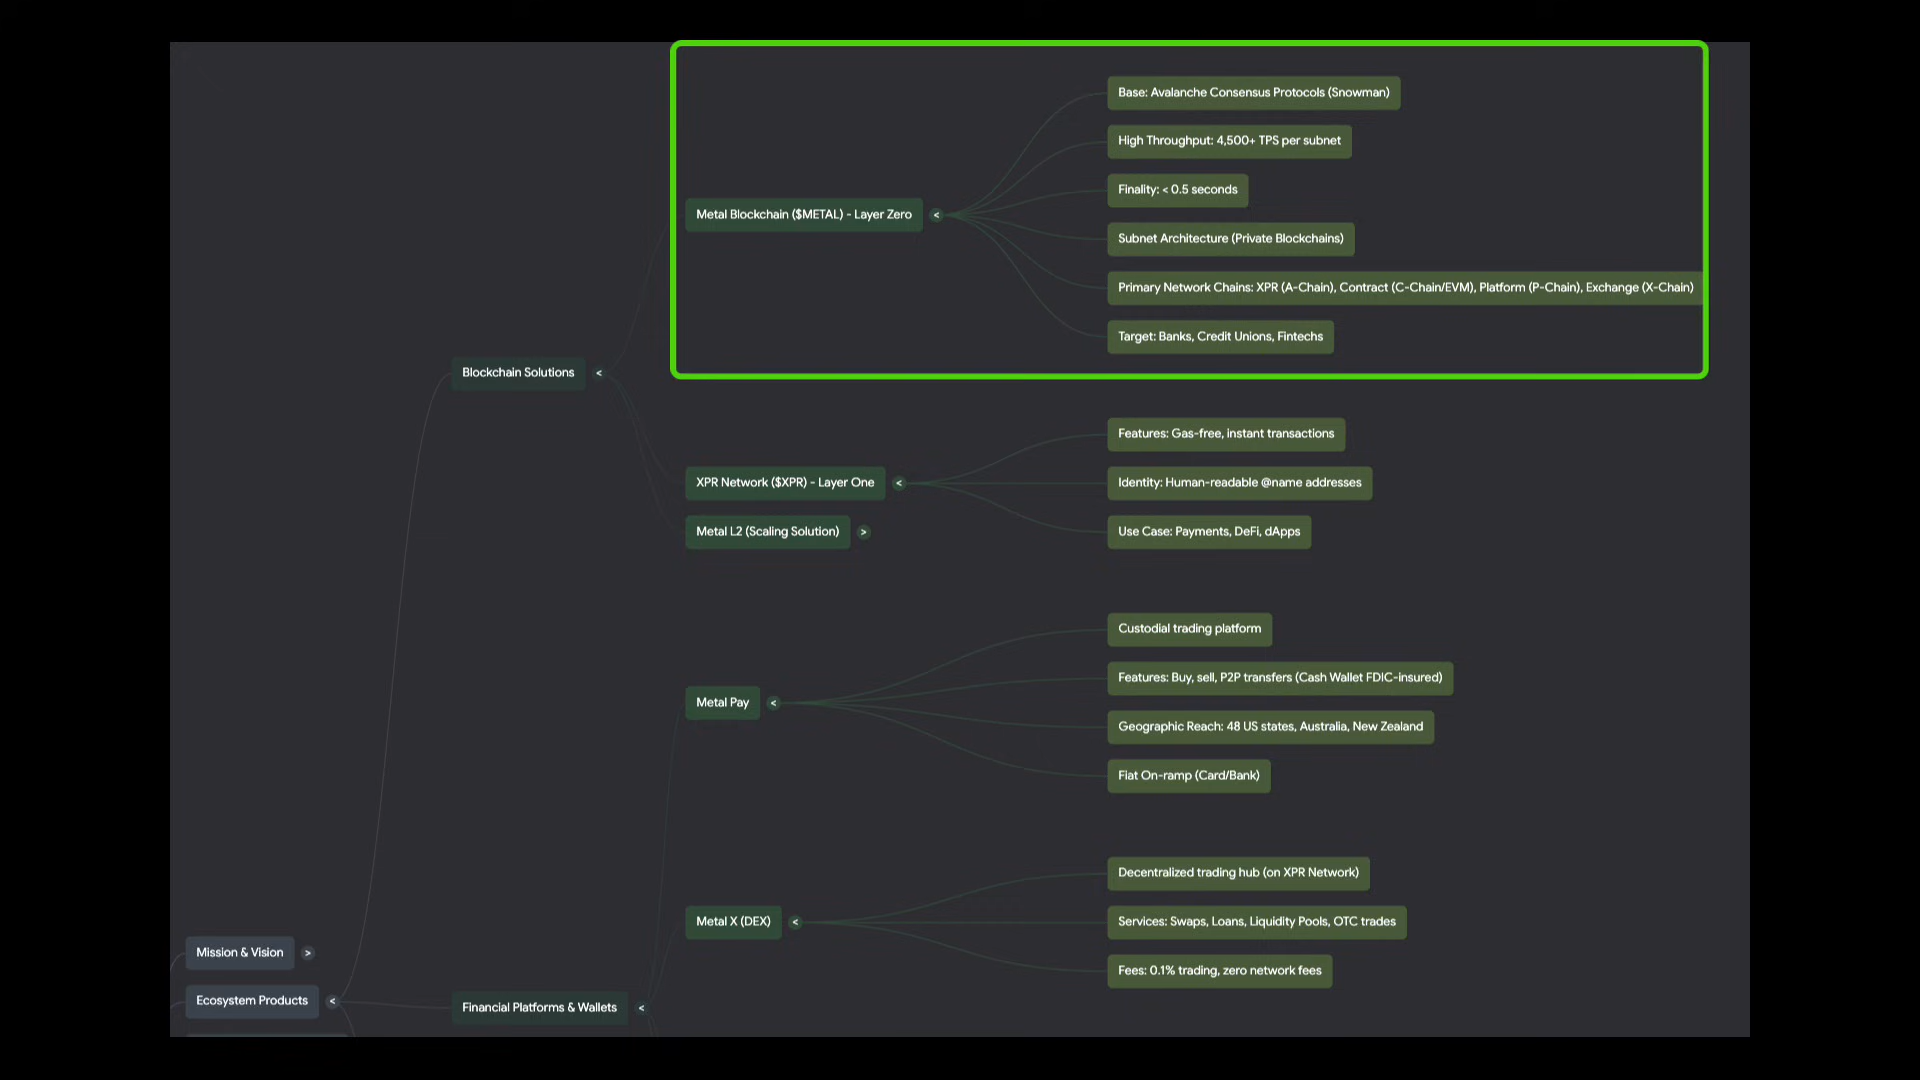 Base: Avalanche Consensus Protocols (Snowman)
High Throughput: 4,500+ TPS per subnet
Finality: < 0.5 seconds
Metal Blockchain ($METAL) - Layer Zero
<
Subnet Architecture (Private Blockchains)
Primary Network Chains: XPR (A-Chain), Contract (C-Chain/EVM), Platform (P-Chain), Exchange (X-Chain)
Target: Banks, Credit Unions, Fintechs
Blockchain Solutions
<
Features: Gas-free, instant transactions
XPR Network ($XPR) - Layer One
<
Identity: Human-readable @name addresses
Metal L2 (Scaling Solution)
>
Use Case: Payments, DeFi, dApps
Custodial trading platform
Features: Buy, sell, P2P transfers (Cash Wallet FDIC-insured)
Metal Pay
<
Geographic Reach: 48 US states, Australia, New Zealand
Fiat On-ramp (Card/Bank)
Decentralized trading hub (on XPR Network)
Metal X (DEX)
<
Services: Swaps, Loans, Liquidity Pools, OTC trades
Fees: 0.1% trading, zero network fees
Mission & Vision
>
Ecosystem Products
<
Financial Platforms & Wallets
<